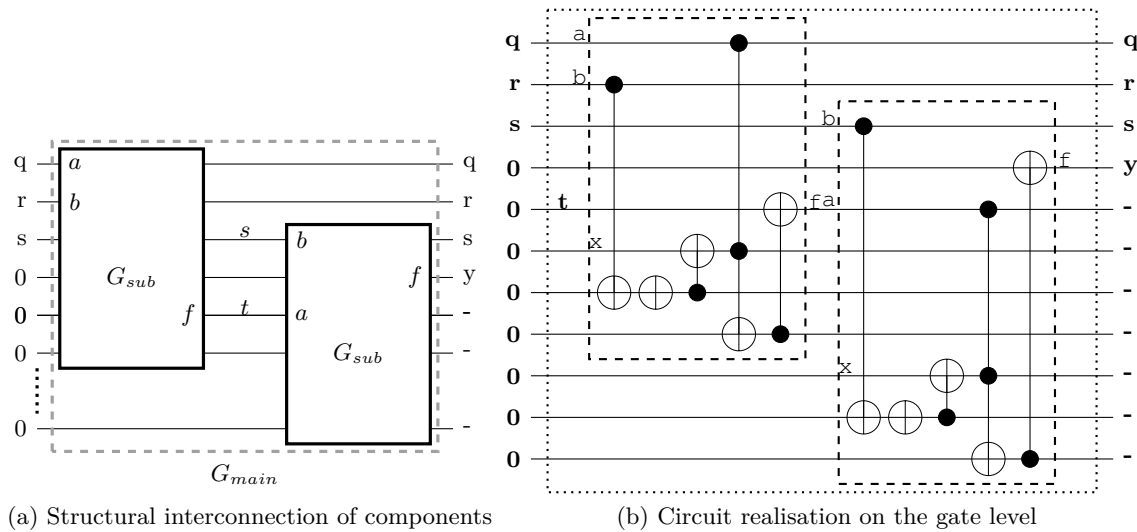 q a q
r b r
s s b s
0 G_sub f y
0 f t a -
0 G_sub -
0 -
G_main
(a) Structural interconnection of components
q a q
r b r
s b s
0 f y
0 t f a -
0 x -
0 -
0 -
0 x -
0 -
0 -
(b) Circuit realisation on the gate level